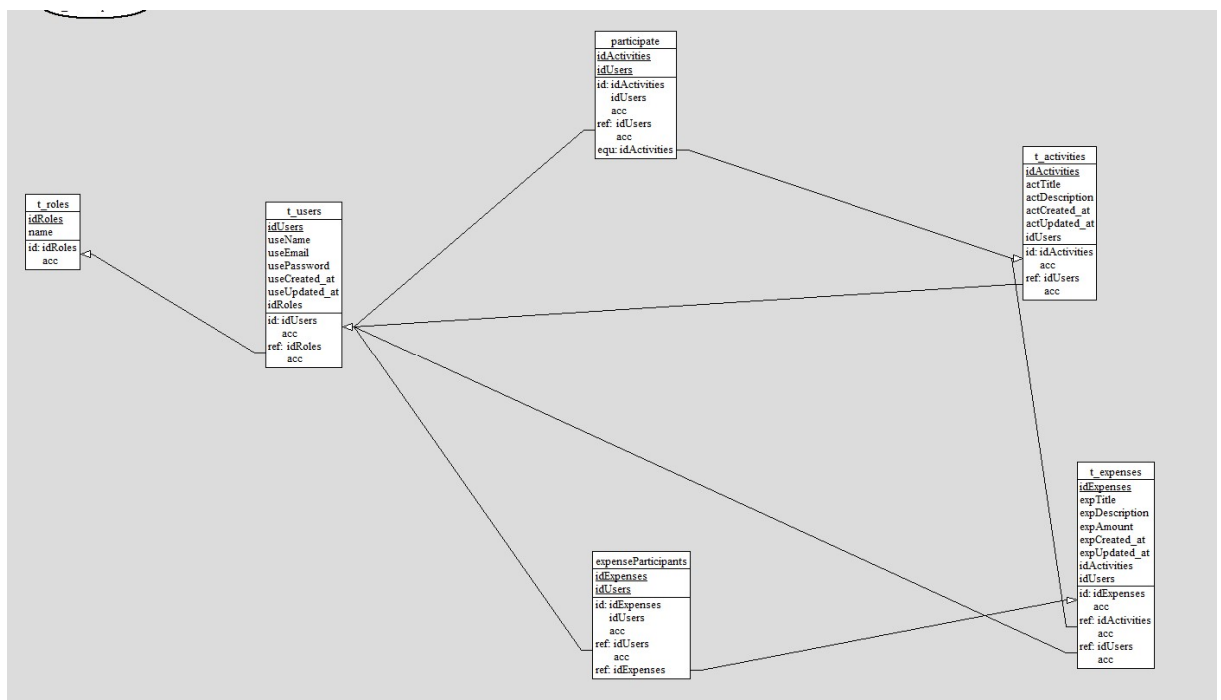 participate
idActivities
idUsers
id: idActivities
idUsers
acc
ref: idUsers
acc
equ: idActivities
t_activities
idActivities
actTitle
actDescription
actCreated_at
actUpdated_at
idUsers
id: idActivities
acc
ref: idUsers
acc
t_roles
idRoles
name
id: idRoles
acc
t_users
idUsers
useName
useEmail
usePassword
useCreated_at
useUpdated_at
idRoles
id: idUsers
acc
ref: idRoles
acc
t_expenses
idExpenses
expTitle
expDescription
expAmount
expCreated_at
expUpdated_at
idActivities
idUsers
id: idExpenses
acc
ref: idActivities
acc
ref: idUsers
acc
expenseParticipants
idExpenses
idUsers
id: idExpenses
idUsers
acc
ref: idUsers
acc
ref: idExpenses